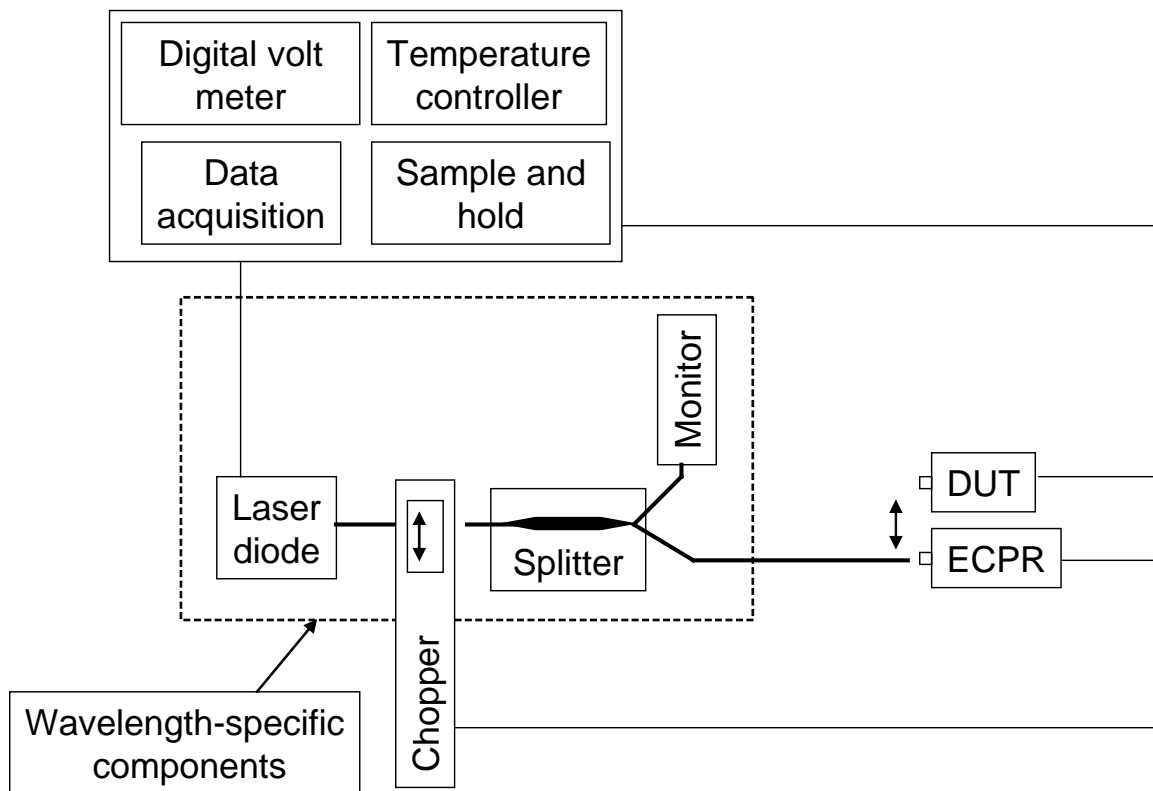 Digital volt
meter
Temperature
controller
Data
acquisition
Sample and
hold
Monitor
Laser
diode
Splitter
DUT
ECPR
Chopper
Wavelength-specific
components